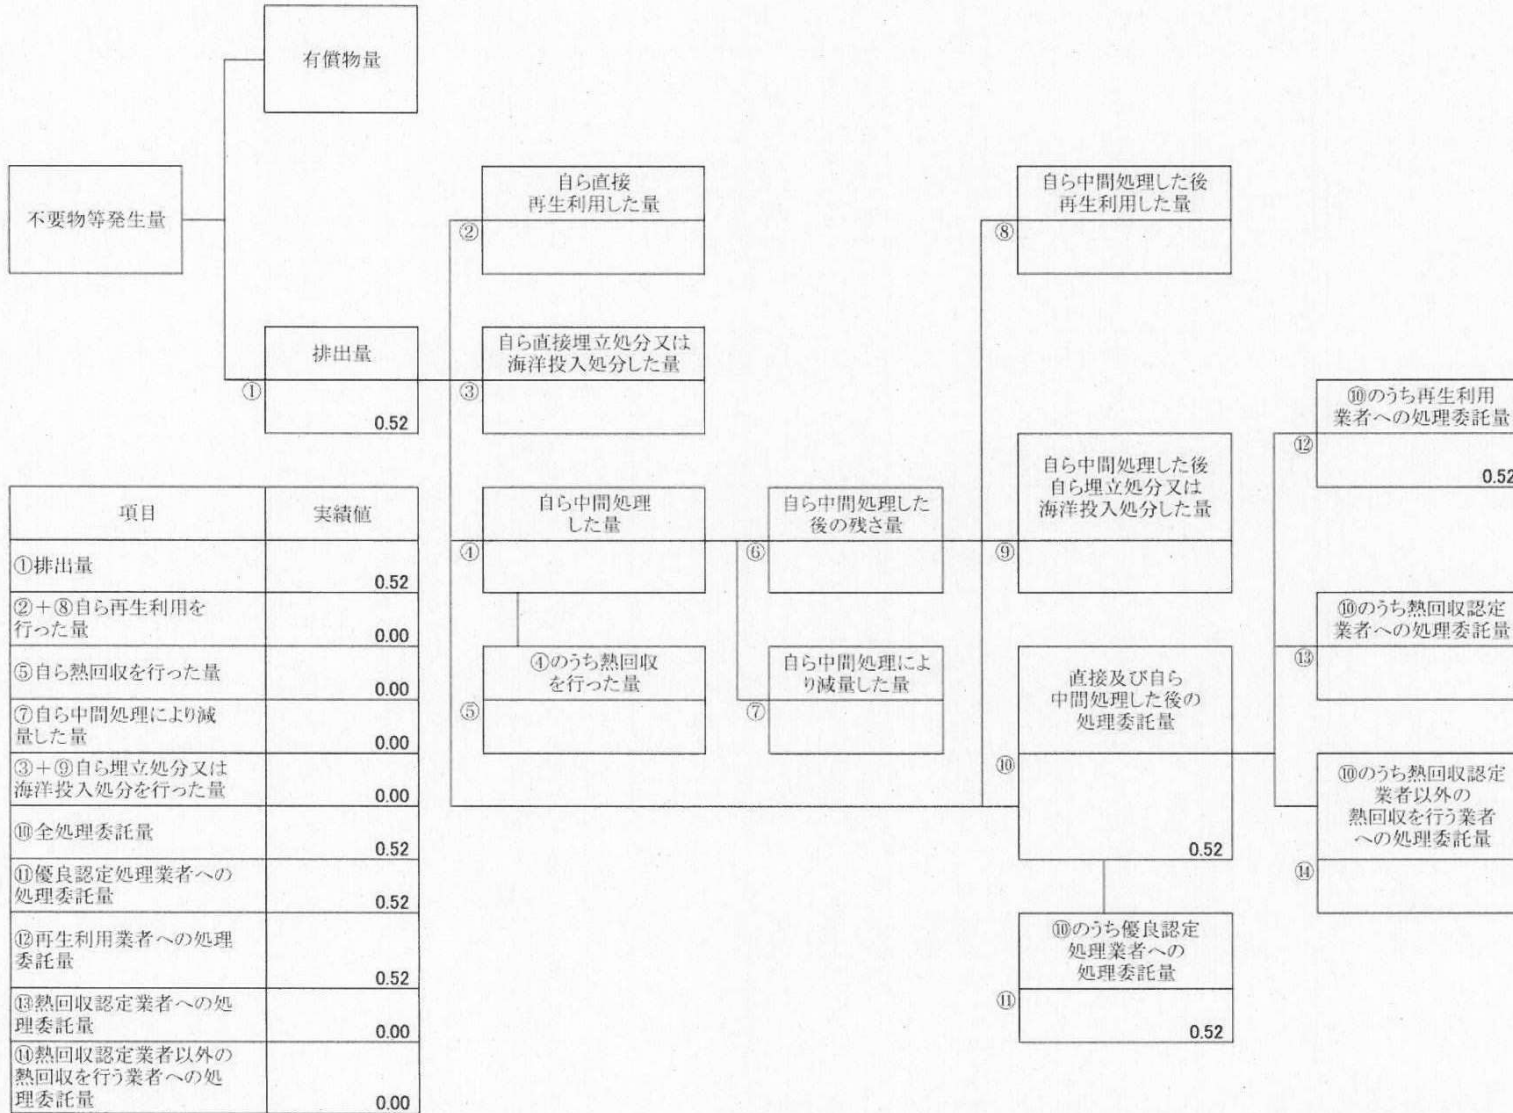 有償物量
不要物等発生量
自ら直接
再生利用した量
②
自ら中間処理した後
再生利用した量
⑧
排出量
①
0.52
自ら直接埋立処分又は
海洋投入処分した量
③
⑩のうち再生利用
業者への処理委託量
⑫
0.52
自ら中間処理した後
自ら埋立処分又は
海洋投入処分した量
⑨
自ら中間処理
した量
④
自ら中間処理した
後の残さ量
⑥
⑩のうち熱回収認定
業者への処理委託量
⑬
④のうち熱回収
を行った量
⑤
自ら中間処理によ
り減量した量
⑦
直接及び自ら
中間処理した後の
処理委託量
⑩
0.52
⑩のうち熱回収認定
業者以外の
熱回収を行う業者
への処理委託量
⑭
⑩のうち優良認定
処理業者への
処理委託量
⑪
0.52
項目 実績値
①排出量
0.52
②+⑧自ら再生利用を
行った量
0.00
⑤自ら熱回収を行った量
0.00
⑦自ら中間処理により減
量した量
0.00
③+⑨自ら埋立処分又は
海洋投入処分を行った量
0.00
⑩全処理委託量
0.52
⑪優良認定処理業者への
処理委託量
0.52
⑫再生利用業者への処理
委託量
0.52
⑬熱回収認定業者への処
理委託量
0.00
⑭熱回収認定業者以外の
熱回収を行う業者への処
理委託量
0.00